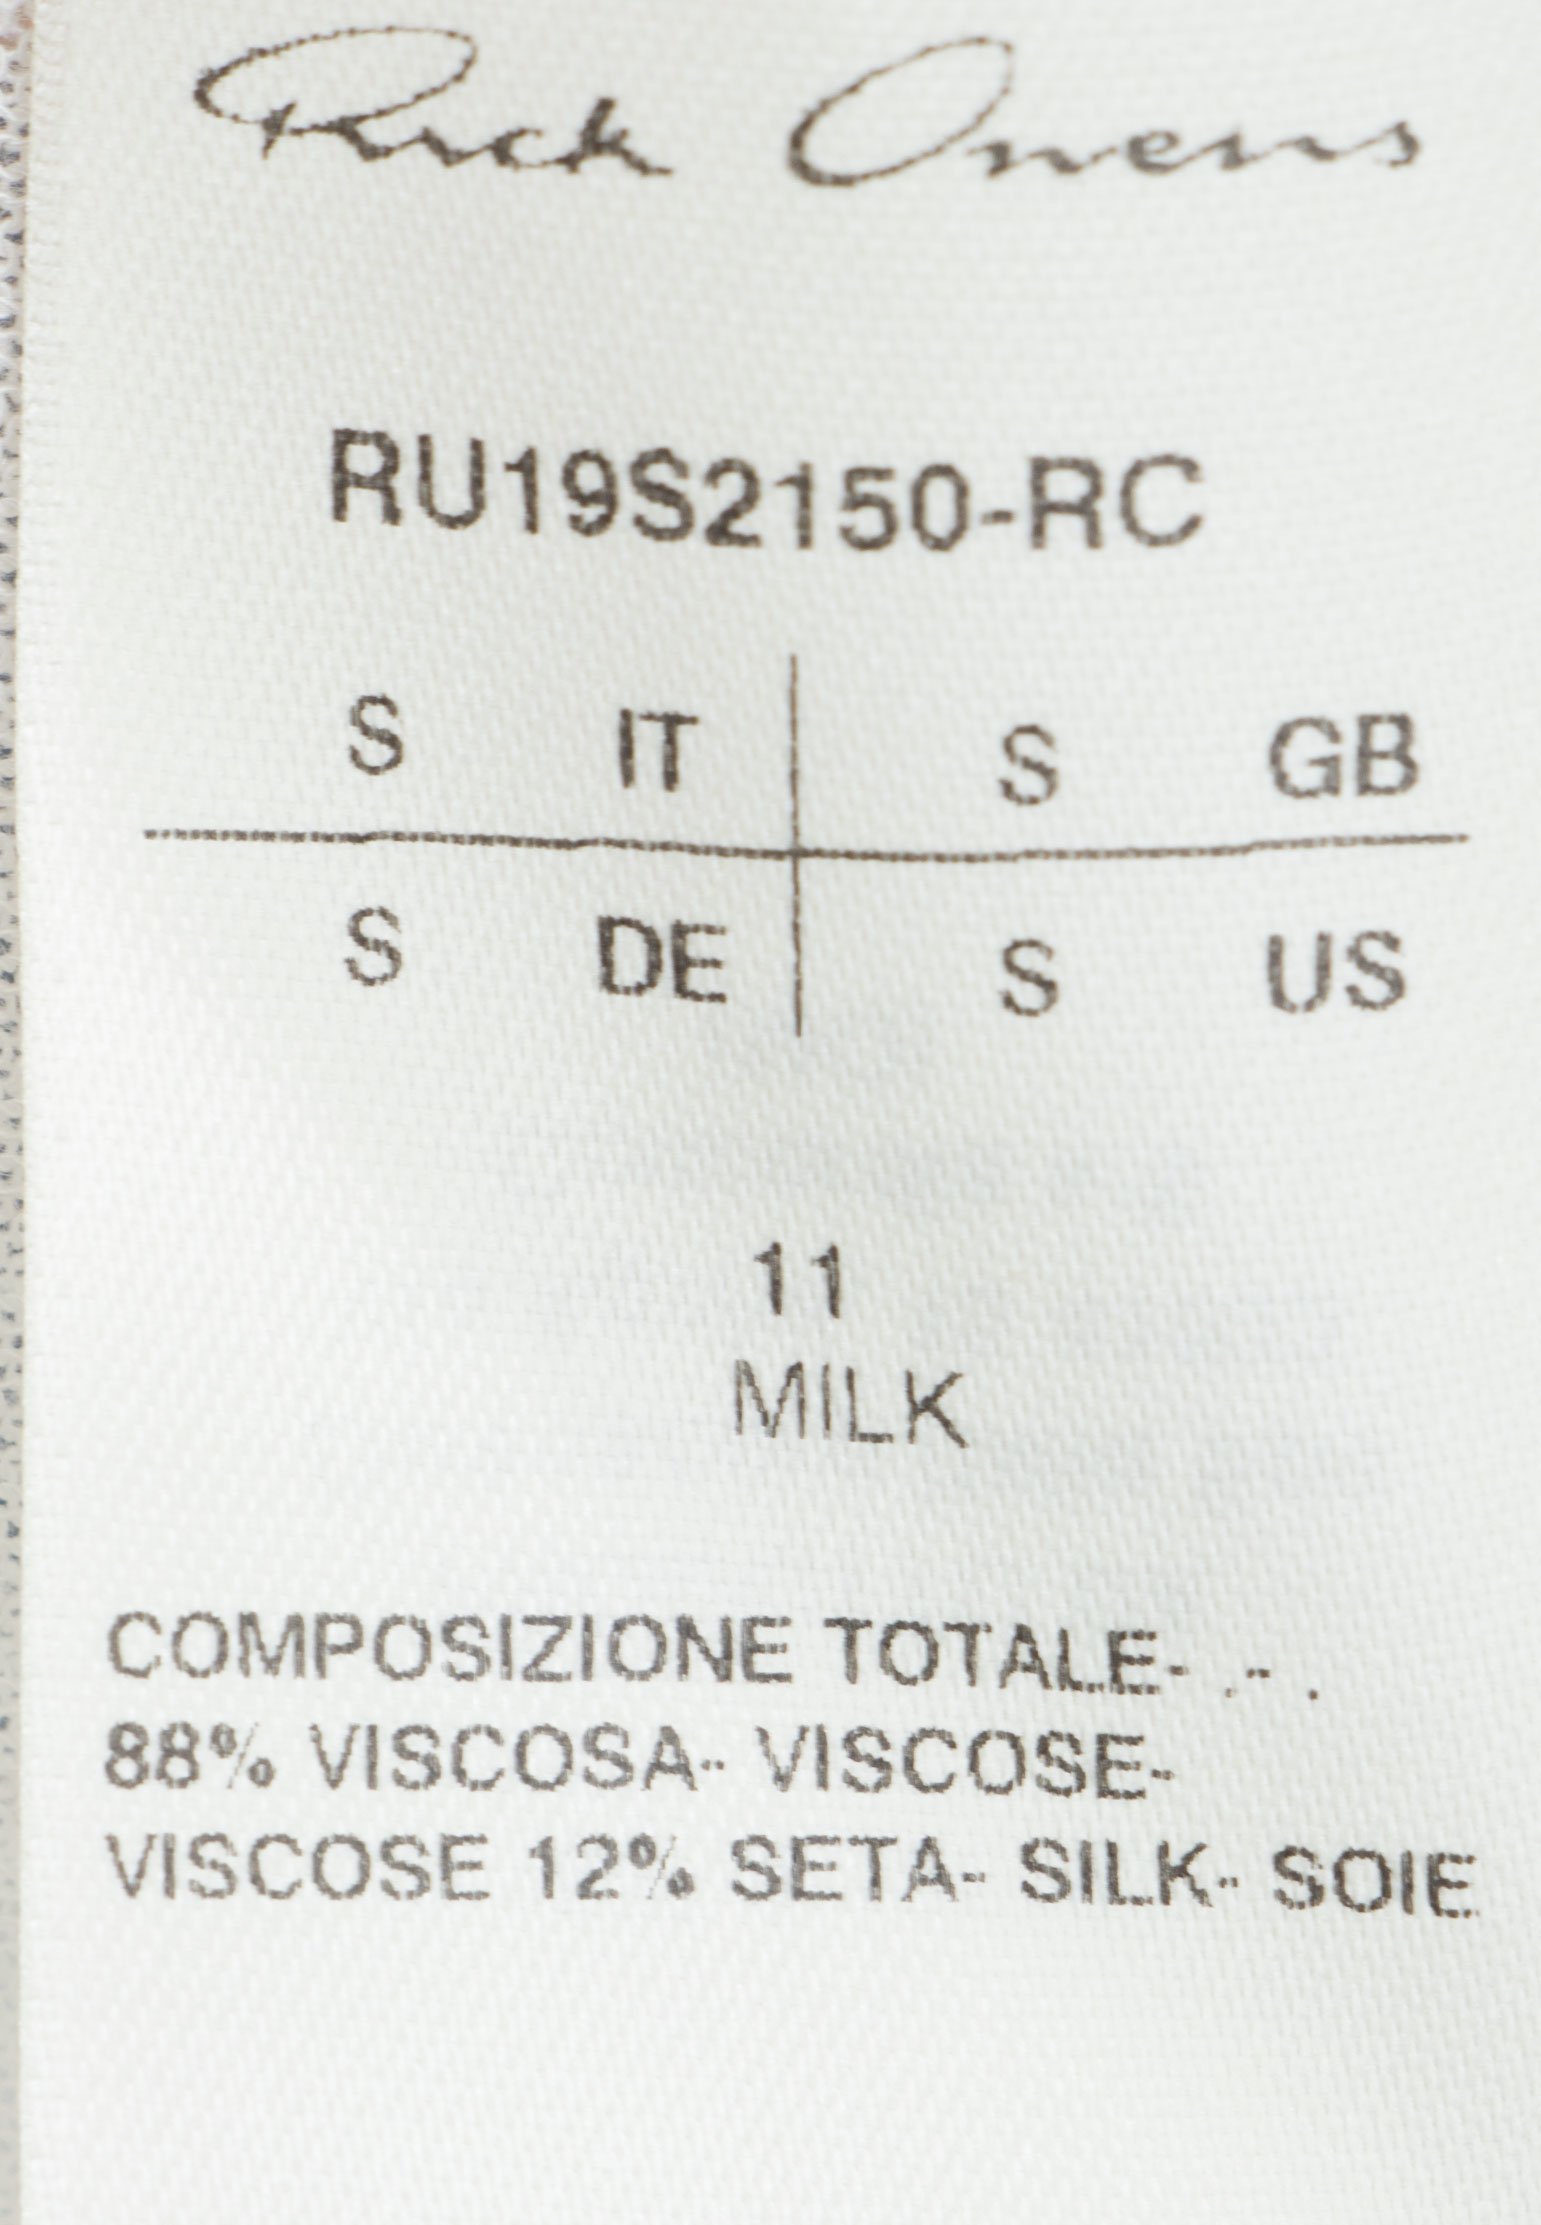 Rick Owens
RU19S2150-RC
S IT S GB
S DE S US
11
MILK
COMPOSIZIONE TOTALE- .- .
88% VISCOSA- VISCOSE-
VISCOSE 12% SETA- SILK- SOIE